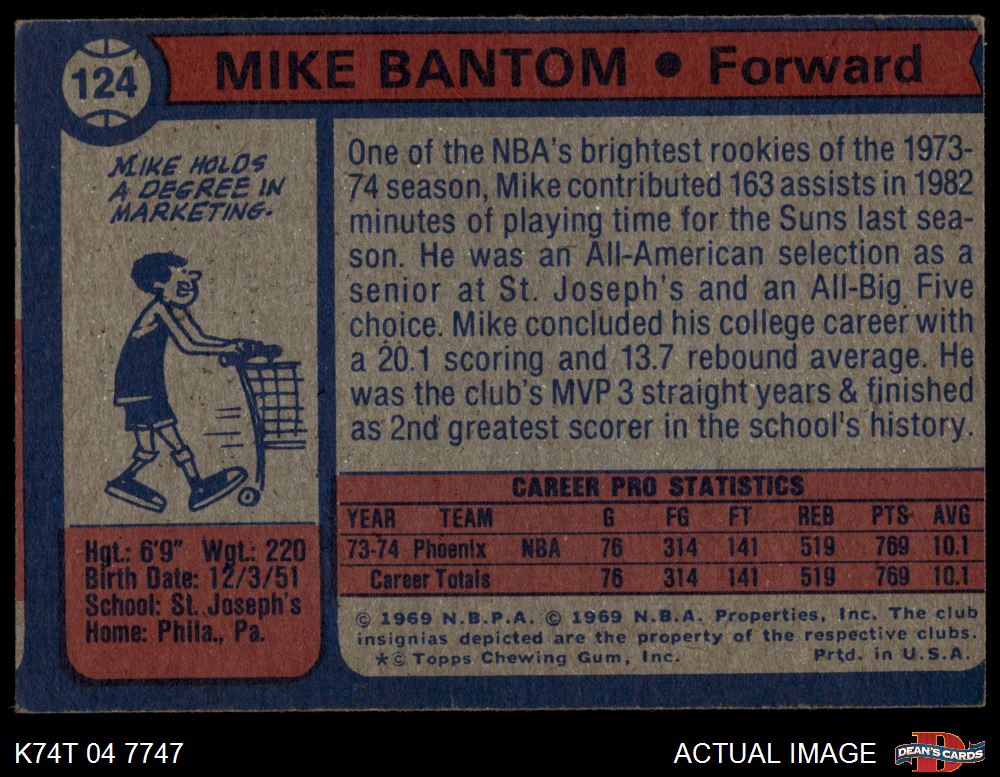 124
MIKE BANTOM ● Forward
MIKE HOLDS
A DEGREE IN
MARKETING.
Hgt.: 6'9" Wgt.: 220
Birth Date: 12/3/51
School: St. Joseph's
Home: Phila., Pa.
One of the NBA's brightest rookies of the 1973-
74 season, Mike contributed 163 assists in 1982
minutes of playing time for the Suns last sea-
son. He was an All-American selection as a
senior at St. Joseph's and an All-Big Five
choice. Mike concluded his college career with
a 20.1 scoring and 13.7 rebound average. He
was the club's MVP 3 straight years & finished
as 2nd greatest scorer in the school's history.
CAREER PRO STATISTICS
YEAR TEAM G FG FT REB PTS AVG
73-74 Phoenix NBA 76 314 141 519 769 10.1
Career Totals 76 314 141 519 769 10.1
© 1969 N.B.P.A. © 1969 N.B.A. Properties, Inc. The club
insignias depicted are the property of the respective clubs.
*© Topps Chewing Gum, Inc. Prtd. in U.S.A.
K74T 04 7747
ACTUAL IMAGE
D
DEAN'S CARDS